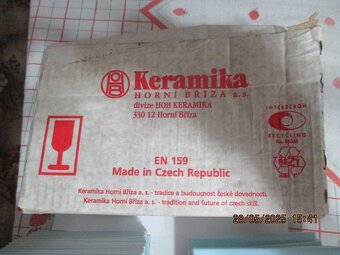 HOB
Keramika
HORNÍ BŘÍZA a.s.
divize HOB KERAMIKA
330 12 Horní Bříza
INTERSEROH
RECYCLING
EN 159
Made in Czech Republic
RESY
Keramika Horní Bříza a.s. - tradice a budoucnost české dovednosti.
Keramika Horní Bříza a.s. - tradition and future of czech skill.
28/05/2025 15:41